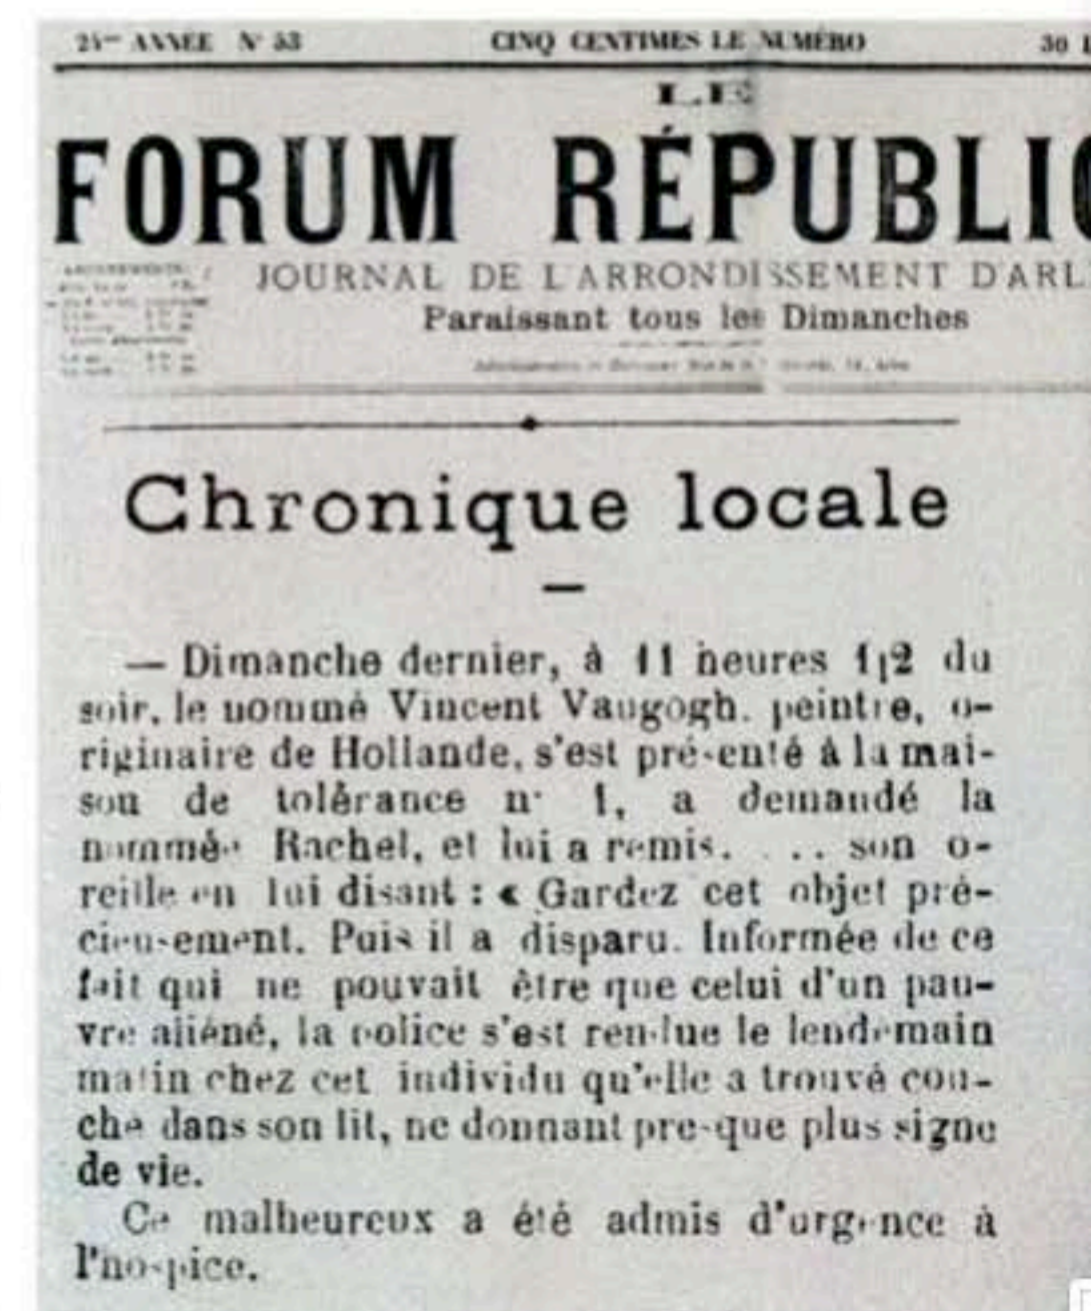 24me ANNÉE N° 53 CINQ CENTIMES LE NUMÉRO 30
LE
FORUM RÉPUBLIC
JOURNAL DE L'ARRONDISSEMENT D'ARL
Paraissant tous les Dimanches
Chronique locale
— Dimanche dernier, à 11 heures 1|2 du
soir, le nommé Vincent Vaugogh. peintre, o-
riginaire de Hollande, s'est présenté à la mai-
son de tolérance n° 1, a demandé la
nommée Rachel, et lui a remis. . .. son o-
reille en lui disant : « Gardez cet objet pré-
cieusement. Puis il a disparu. Informée de ce
fait qui ne pouvait être que celui d'un pau-
vre aliéné, la police s'est rendue le lendemain
matin chez cet individu qu'elle a trouvé cou-
ché dans son lit, ne donnant presque plus signe
de vie.
Ce malheureux a été admis d'urgence à
l'hospice.